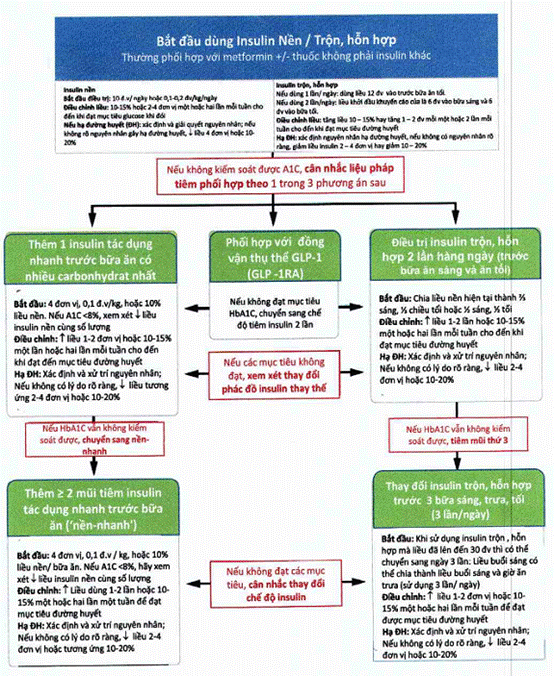 Bắt đầu dùng Insulin Nền / Trộn, hỗn hợp
Thường phối hợp với metformin +/- thuốc không phải insulin khác
Insulin nền
Bắt đầu điều trị: 10 đ.v/ ngày hoặc 0,1-0,2 đv/kg/ngày
Điều chỉnh liều: 10-15% hoặc 2-4 đơn vị một hoặc hai lần mỗi tuần cho
đến khi đạt mục tiêu glucose khi đói
Nếu hạ đường huyết (ĐH): xác định và giải quyết nguyên nhân; nếu
không rõ nguyên nhân gây hạ đường huyết, ↓ liều 4 đơn vị hoặc 10-
20%
Insulin trộn, hỗn hợp
Nếu dùng 1 lần/ ngày: dùng liều 12 đv vào trước bữa ăn tối.
Nếu dùng 2 lần/ngày: liều khởi đầu khuyến cáo của là 6 đv vào bữa sáng và 6
đv vào bữa tối.
Điều chỉnh liều: tăng liều 10 – 15% hay tăng 1 – 2 đv mỗi một hoặc 2 lần mỗi
tuần cho đến khi đạt mục tiêu đường huyết
Hạ ĐH: xác định nguyên nhân hạ đường huyết, nếu không có nguyên nhân rõ
ràng, giảm liều insulin 2 – 4 đơn vị hay giảm 10 – 20%
Nếu không kiểm soát được A1C, cân nhắc liệu pháp
tiêm phối hợp theo 1 trong 3 phương án sau
Thêm 1 insulin tác dụng
nhanh trước bữa ăn có
nhiều carbonhydrat nhất
Bắt đầu: 4 đơn vị, 0,1 đ.v/kg, hoặc 10%
liều nền. Nếu A1C <8%, xem xét ↓ liều
insulin nền cùng số lượng
Điều chỉnh: ↑ liều 1-2 đơn vị hoặc 10-15%
một lần hoặc hai lần mỗi tuần cho đến
khi đạt đến mục tiêu đường huyết
Hạ ĐH: Xác định và xử trí nguyên nhân;
Nếu không có lý do rõ ràng, ↓ liều tương
ứng 2-4 đơn vị hoặc 10-20%
Phối hợp với đồng
vận thụ thể GLP-1
(GLP -1RA)
Nếu không đạt mục tiêu
HbA1C, chuyển sang chế
độ tiêm insulin 2 lần
Điều trị insulin trộn, hỗn
hợp 2 lần hàng ngày (trước
bữa ăn sáng và ăn tối)
Bắt đầu: Chia liều nền hiện tại thành ⅔
sáng, ⅓ chiều tối hoặc ½ sáng, ½ tối
Điều chỉnh: ↑ liều 1-2 lần hoặc 10-15%
một hoặc hai lần mỗi tuần cho đến khi
đạt mục tiêu đường huyết
Hạ ĐH: Xác định và xử trí nguyên nhân;
Nếu không có lý do rõ ràng, ↓ liều 2-4
đơn vị hoặc 10-20%
Nếu các mục tiêu không
đạt, xem xét thay đổi
phác đồ insulin thay thế
Nếu HbA1C vẫn không kiểm
soát được, chuyển sang nền-
nhanh
Nếu HbA1C vẫn không kiểm
soát được, tiêm mũi thứ 3
Thêm ≥ 2 mũi tiêm insulin
tác dụng nhanh trước bữa
ăn (‘nền-nhanh’)
Bắt đầu: 4 đơn vị, 0,1 đ.v / kg, hoặc 10%
liều nền/ bữa ăn. Nếu A1C <8%, hãy xem
xét ↓ liều insulin nền cùng số lượng
Điều chỉnh: ↑ Liều dùng 1-2 lần hoặc 10-
15% một hoặc hai lần một tuần để đạt
mục tiêu đường huyết
Hạ ĐH: Xác định và xử trí nguyên nhân;
Nếu không có lý do rõ ràng, ↓ liều 2-4
đơn vị hoặc tương ứng 10-20%
Nếu không đạt các mục
tiêu, cân nhắc thay đổi
chế độ insulin
Thay đổi insulin trộn, hỗn hợp
trước 3 bữa sáng, trưa, tối
(3 lần/ngày)
Bắt đầu: Khi sử dụng insulin trộn , hỗn
hợp mà liều đã lên đến 30 đv thì có thể
chuyển sang ngày 3 lần: Liều buổi sáng có
thể chia thành liều buổi sáng và giờ ăn
trưa (sử dụng 3 lần/ ngày)
Điều chỉnh: ↑ liều 1-2 đơn vị hoặc 10-
15% một hoặc hai lần mỗi tuần để đạt
được mục tiêu đường huyết
Hạ ĐH: Xác định và xử trí nguyên nhân;
Nếu không có lý do rõ ràng, ↓ liều 2-4
đơn vị hoặc 10-20%